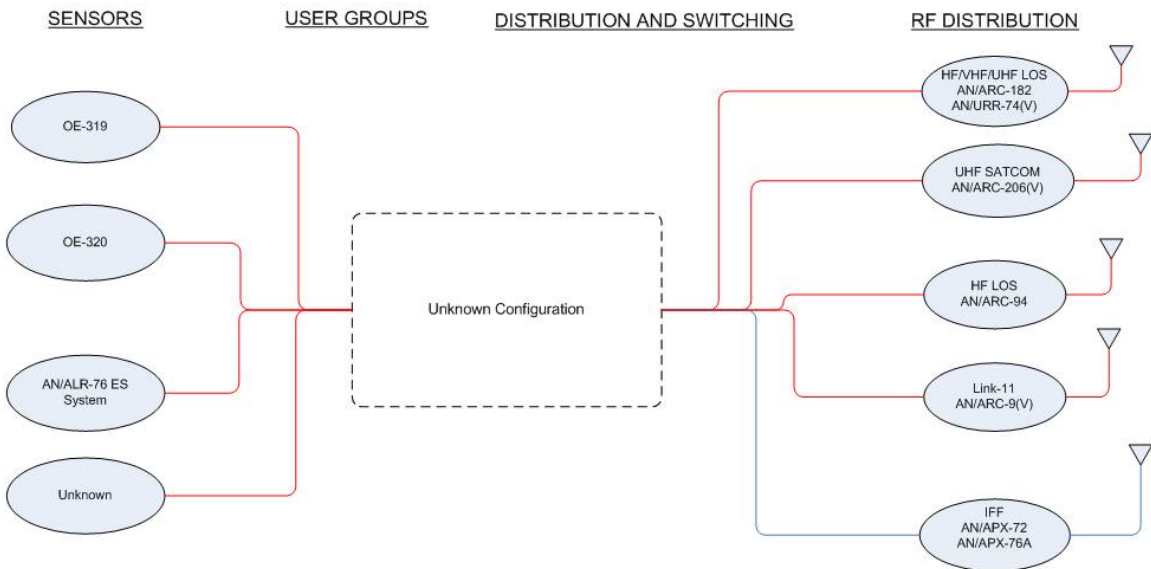 SENSORS
USER GROUPS
DISTRIBUTION AND SWITCHING
RF DISTRIBUTION
OE-319
OE-320
AN/ALR-76 ES
System
Unknown
Unknown Configuration
HF/VHF/UHF LOS
AN/ARC-182
AN/URR-74(V)
UHF SATCOM
AN/ARC-206(V)
HF LOS
AN/ARC-94
Link-11
AN/ARC-9(V)
IFF
AN/APX-72
AN/APX-76A